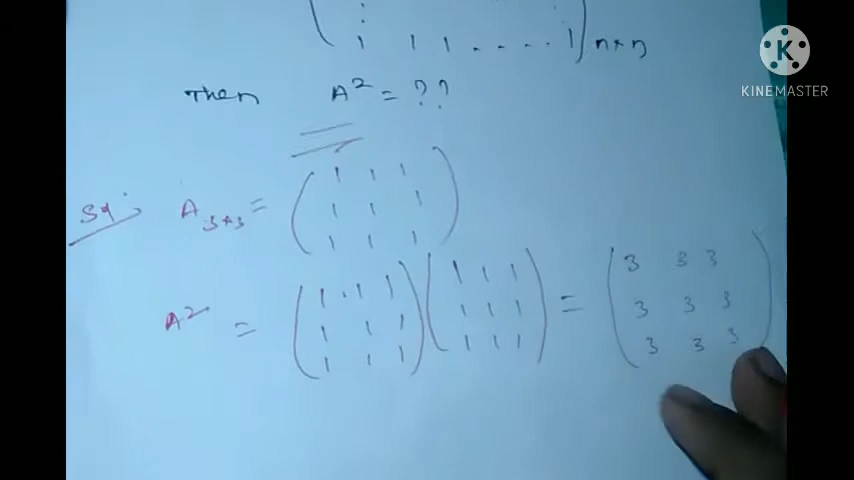 ( : :
1 1 1 - - - - 1 ) n*n
K
KINEMASTER
Then A² = ??
Sol: A₃*₃ = ( 1 1 1
1 1 1
1 1 1 )
A² = ( 1 1 1 ) ( 1 1 1 ) = ( 3 3 3 )
1 1 1 1 1 1 3 3 3
1 1 1 1 1 1 3 3 3